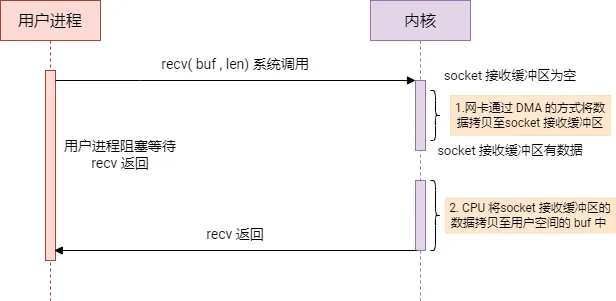 用户进程
内核
recv( buf , len) 系统调用
socket 接收缓冲区为空
1.网卡通过 DMA 的方式将数
据拷贝至socket 接收缓冲区
用户进程阻塞等待
recv 返回
socket 接收缓冲区有数据
2. CPU 将socket 接收缓冲区的
数据拷贝至用户空间的 buf 中
recv 返回